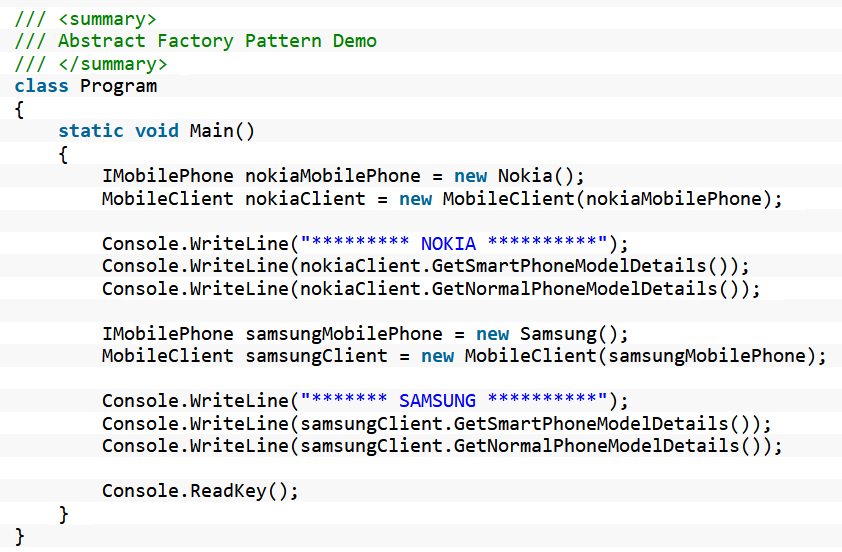 /// <summary>
/// Abstract Factory Pattern Demo
/// </summary>
class Program
{
    static void Main()
    {
        IMobilePhone nokiaMobilePhone = new Nokia();
        MobileClient nokiaClient = new MobileClient(nokiaMobilePhone);

        Console.WriteLine("********* NOKIA **********");
        Console.WriteLine(nokiaClient.GetSmartPhoneModelDetails());
        Console.WriteLine(nokiaClient.GetNormalPhoneModelDetails());

        IMobilePhone samsungMobilePhone = new Samsung();
        MobileClient samsungClient = new MobileClient(samsungMobilePhone);

        Console.WriteLine("******* SAMSUNG **********");
        Console.WriteLine(samsungClient.GetSmartPhoneModelDetails());
        Console.WriteLine(samsungClient.GetNormalPhoneModelDetails());

        Console.ReadKey();
    }
}